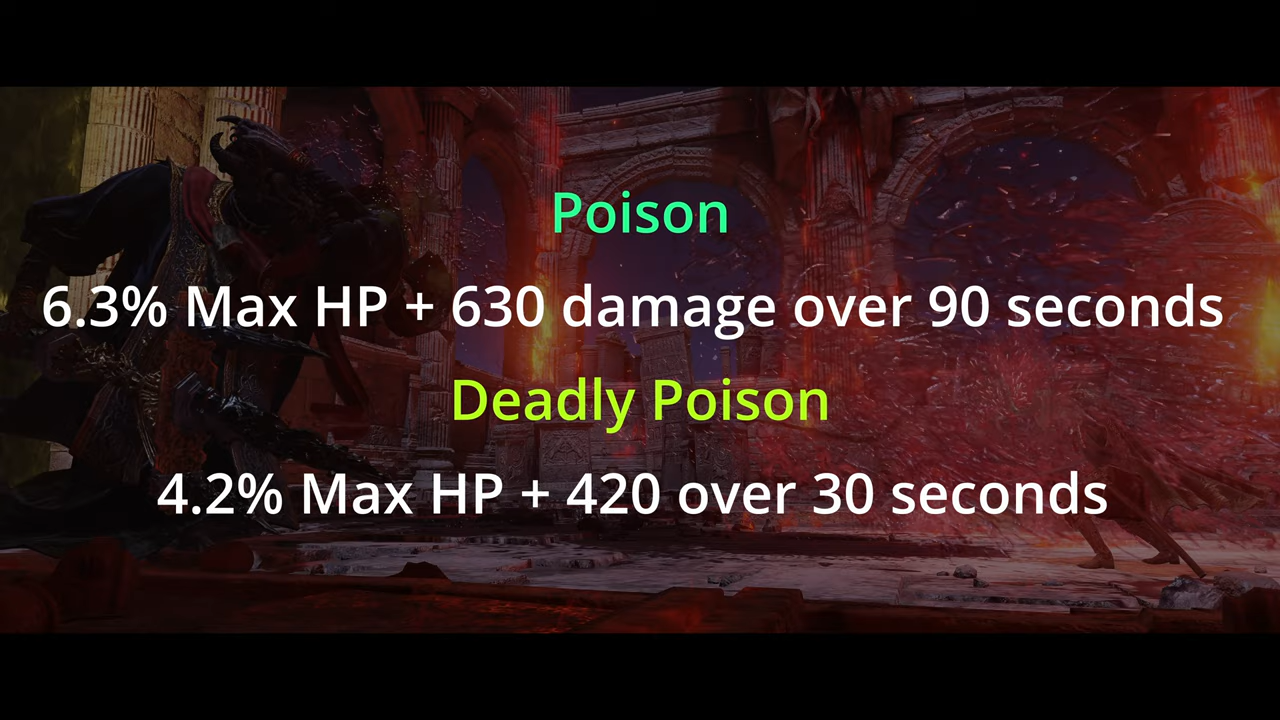 Poison
6.3% Max HP + 630 damage over 90 seconds
Deadly Poison
4.2% Max HP + 420 over 30 seconds